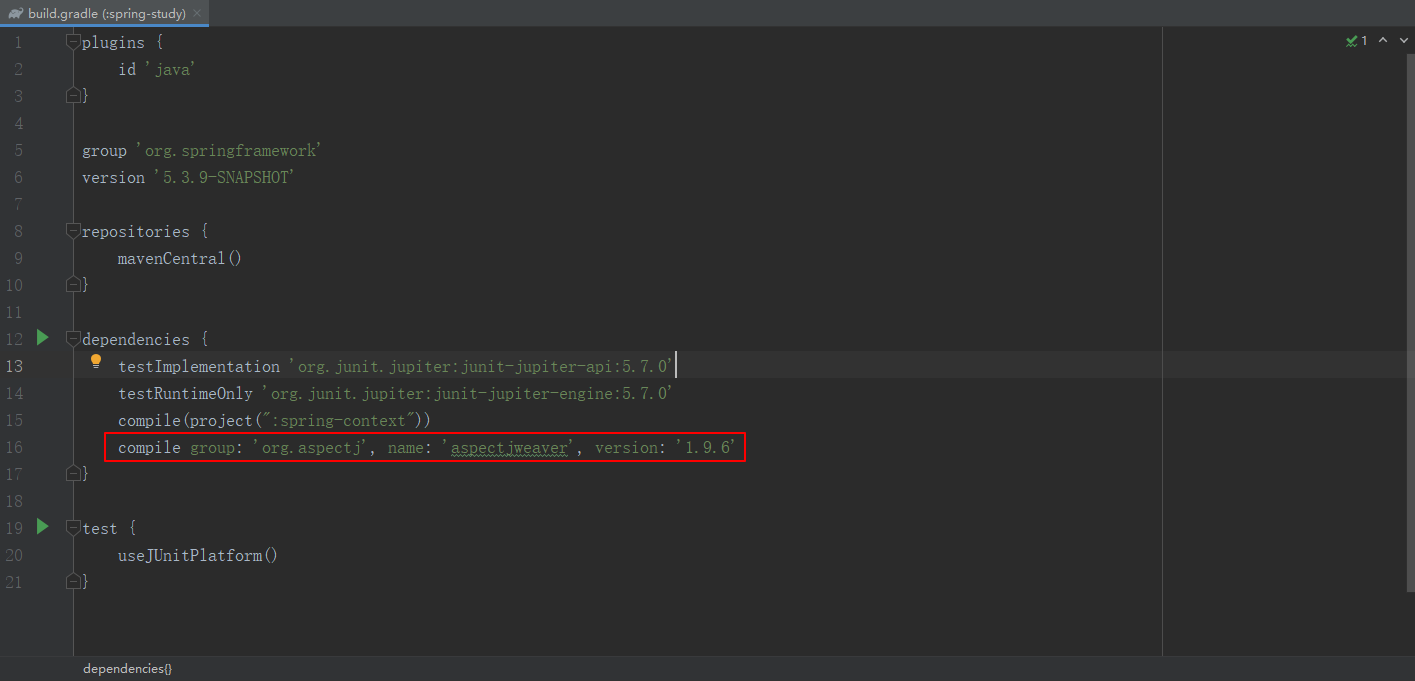 build.gradle (:spring-study)
1
1 plugins {
2     id 'java'
3 }
4
5 group 'org.springframework'
6 version '5.3.9-SNAPSHOT'
7
8 repositories {
9     mavenCentral()
10 }
11
12 dependencies {
13     testImplementation 'org.junit.jupiter:junit-jupiter-api:5.7.0'
14     testRuntimeOnly 'org.junit.jupiter:junit-jupiter-engine:5.7.0'
15     compile(project(":spring-context"))
16     compile group: 'org.aspectj', name: 'aspectjweaver', version: '1.9.6'
17 }
18
19 test {
20     useJUnitPlatform()
21 }
dependencies{}